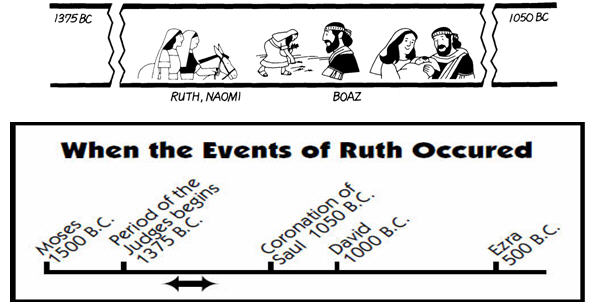 1375 BC
1050 BC
RUTH, NAOMI
BOAZ
When the Events of Ruth Occured
Moses
1500 B.C.
Period of the
Judges begins
1375 B.C.
Coronation of
Saul 1050 B.C.
David
1000 B.C.
Ezra
500 B.C.